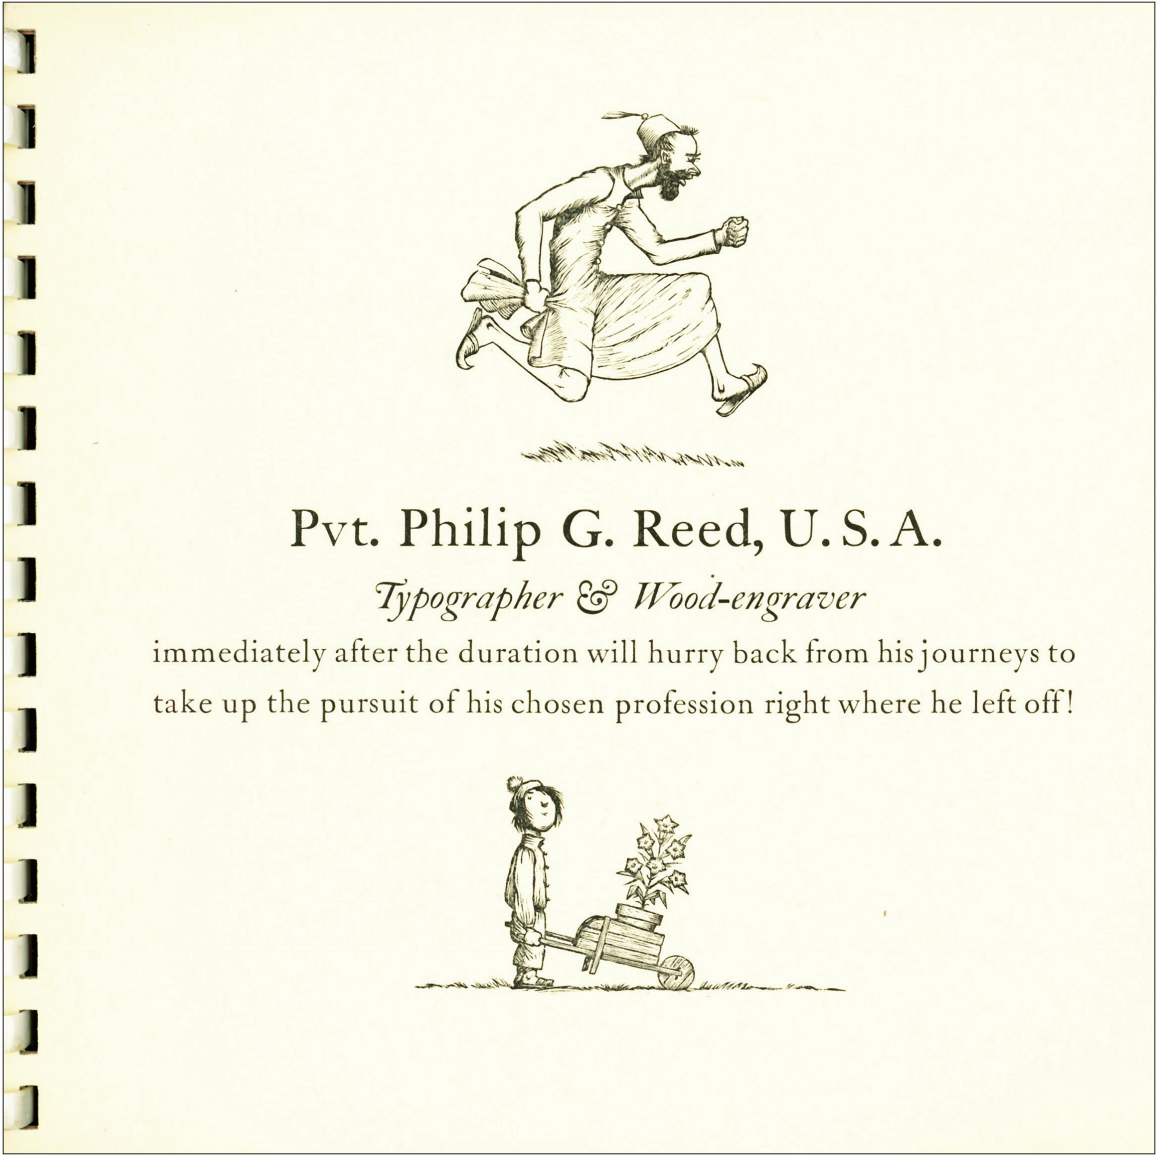 Pvt. Philip G. Reed, U.S.A.
Typographer & Wood-engraver
immediately after the duration will hurry back from his journeys to
take up the pursuit of his chosen profession right where he left off!